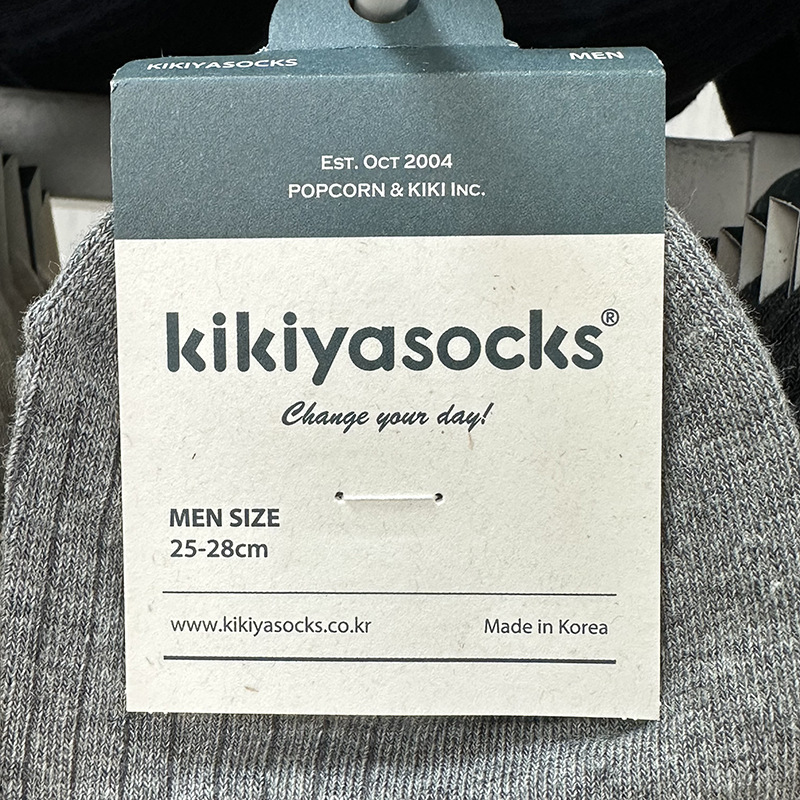 KIKIYASOCKS MEN
EST. OCT 2004
POPCORN & KIKI INC.
kikiyasocks®
Change your day!
MEN SIZE
25-28cm
www.kikiyasocks.co.kr Made in Korea